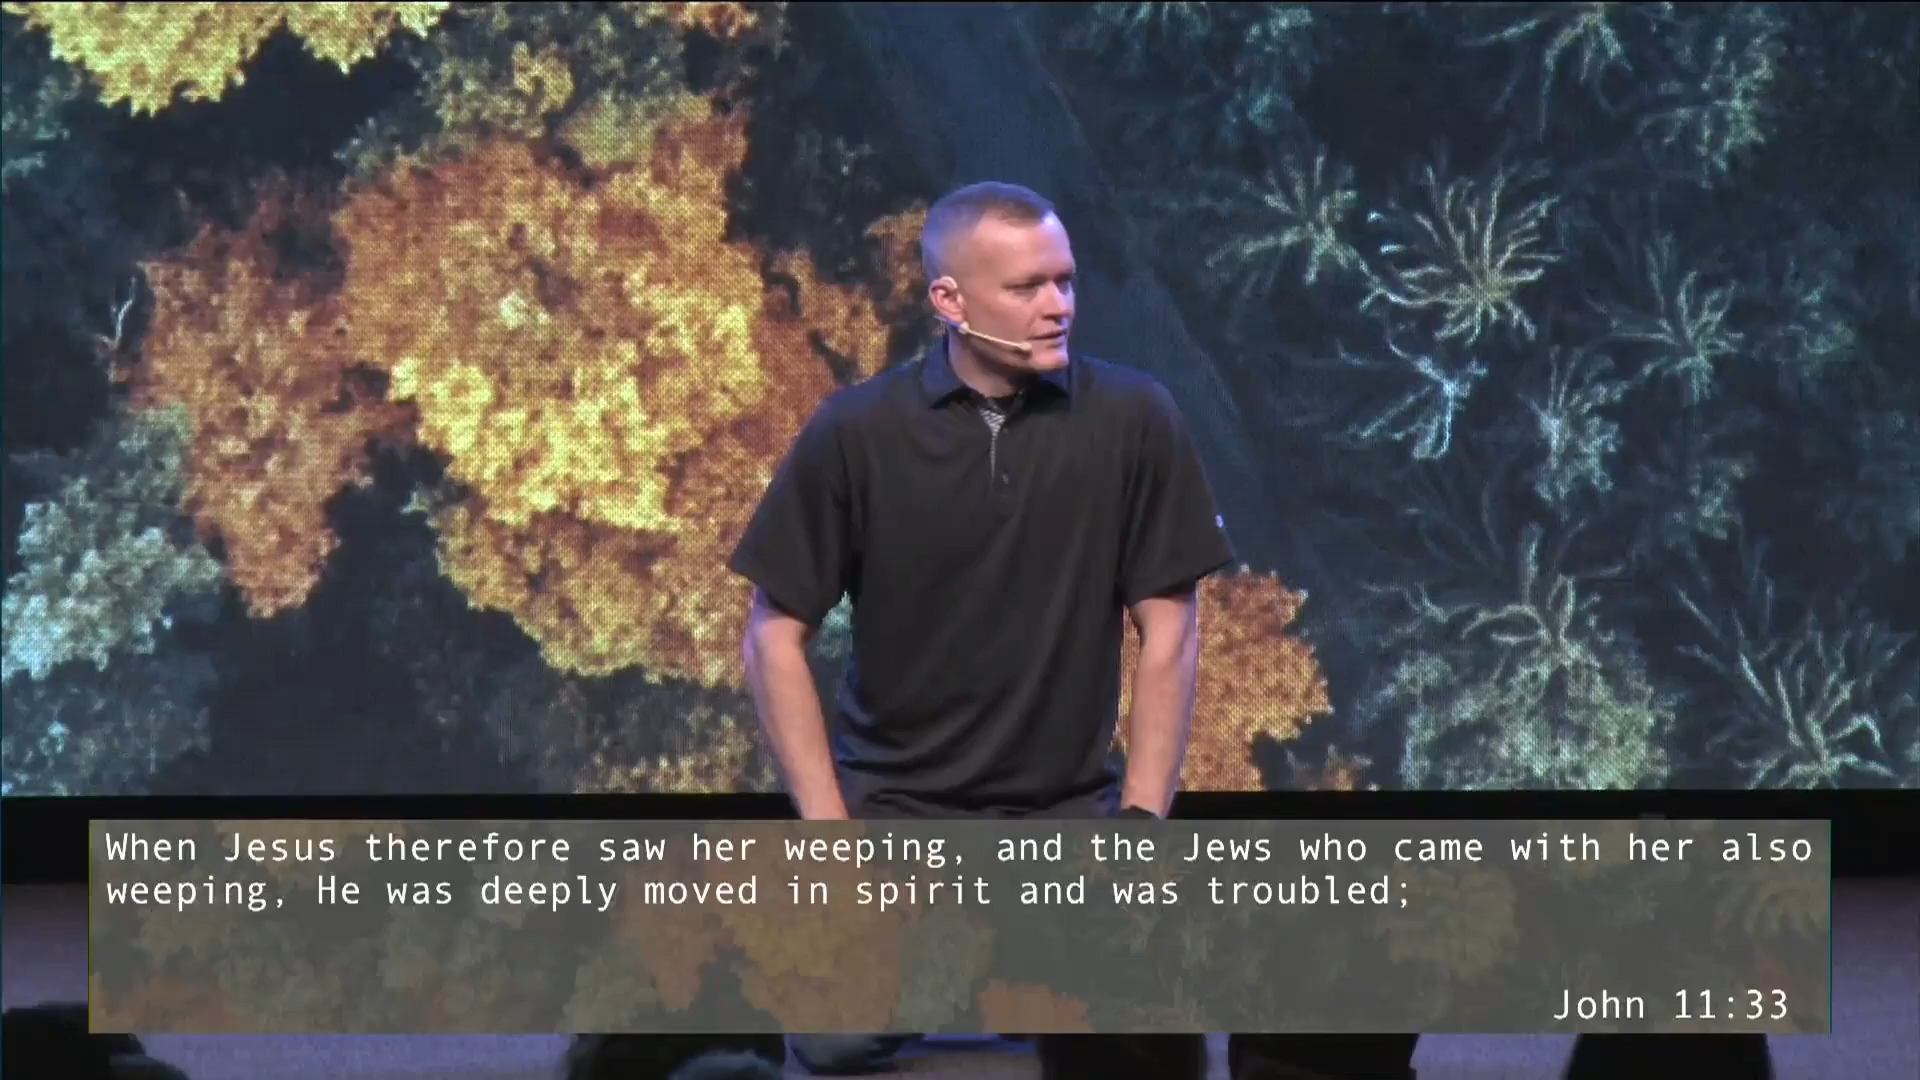 When Jesus therefore saw her weeping, and the Jews who came with her also
weeping, He was deeply moved in spirit and was troubled;
John 11:33